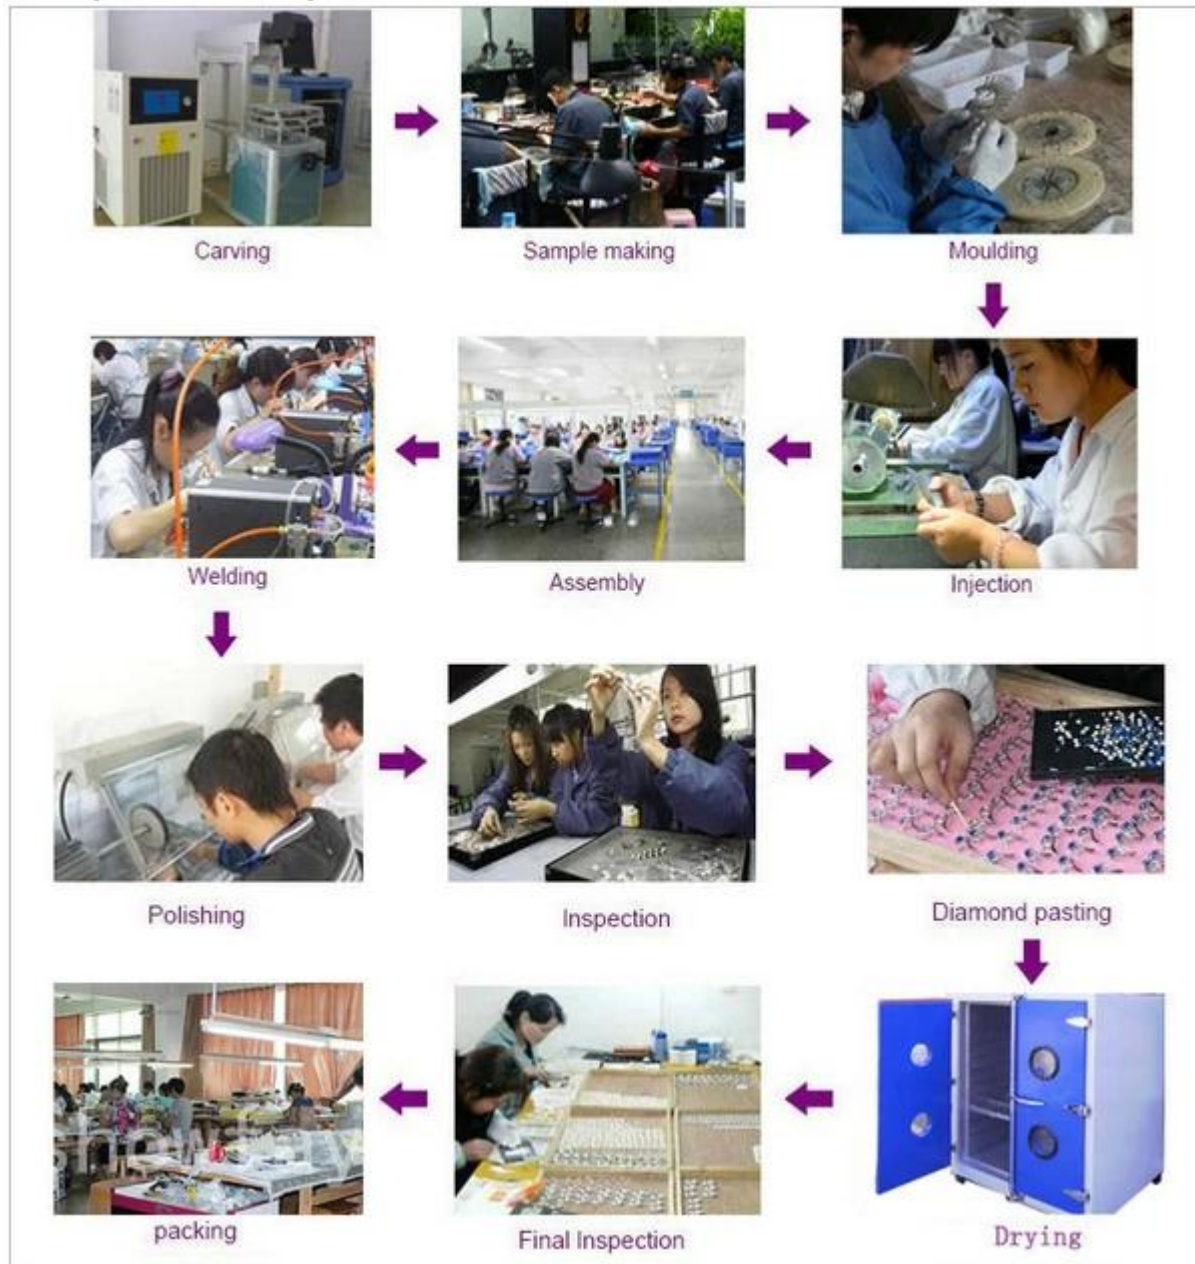 Carving
Sample making
Moulding
Welding
Assembly
Injection
Polishing
Inspection
Diamond pasting
packing
Final Inspection
Drying